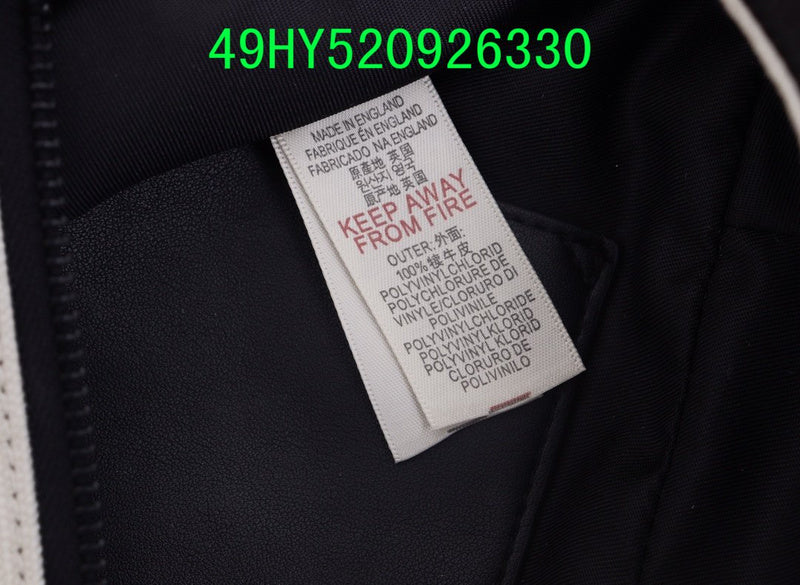 49HY520926330
MADE IN ENGLAND
FABRIQUE EN ENGLAND
FABRICADO NA ENGLAND
原產地 英国
원산지 영국
原产地 英国
KEEP AWAY
FROM FIRE
OUTER:外面:
100%犊牛皮
POLYVINYLCHLORID
POLYCHLORURE DE
VINYLE/CLORURO DI
POLIVINILE
POLYVINYLCHLORIDE
POLYVINYLKLORID
POLYVINYLKLORID
CLORURO DE
POLIVINILO